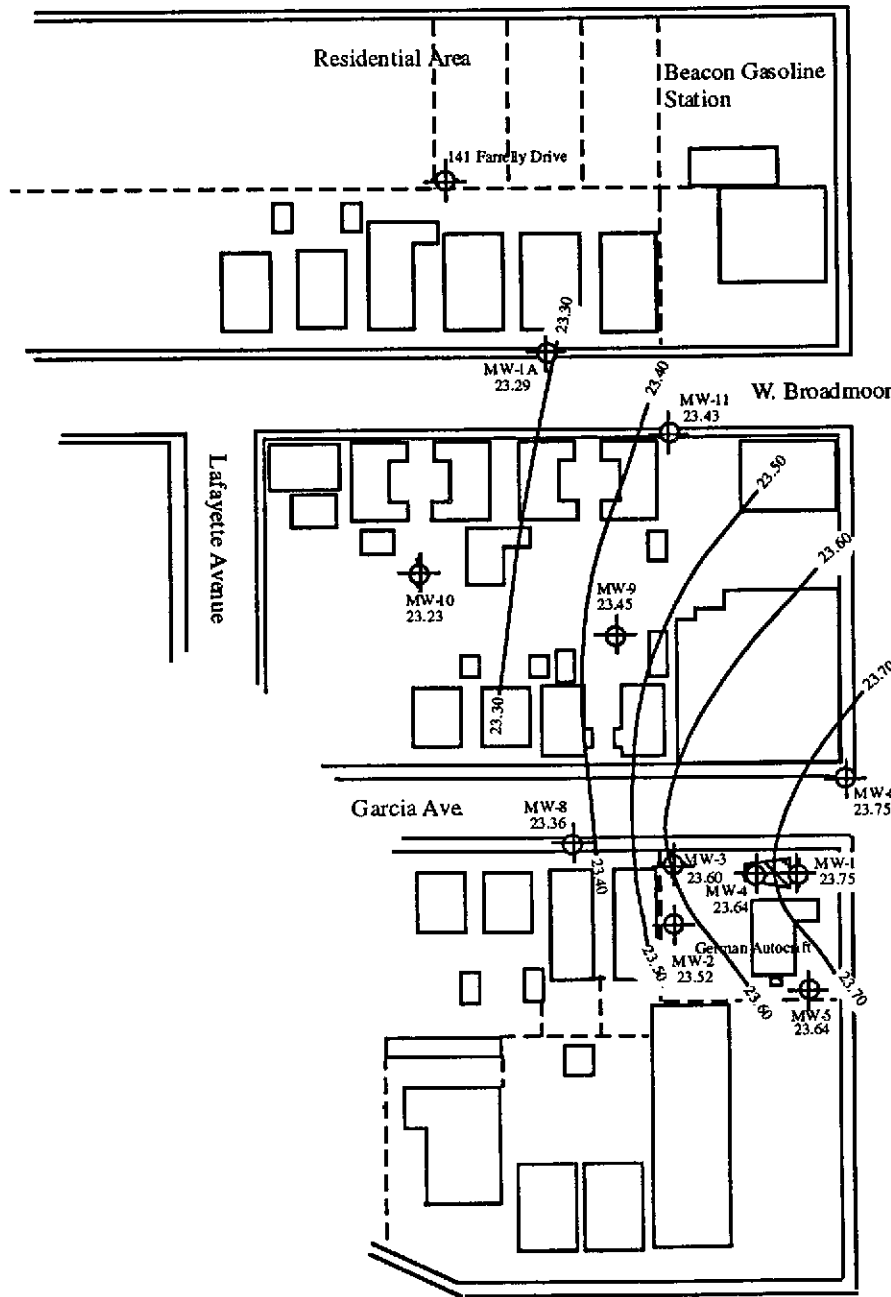 Residential Area
Beacon Gasoline
Station
141 Farrelly Drive
23.30
MW-1A
23.29
23.40
W. Broadmoor
MW-11
23.43
Lafayette Avenue
23.50
23.60
MW-10
23.23
MW-9
23.45
23.70
23.30
Garcia Ave.
MW-8
23.36
23.75
MW-3
23.60
MW-4
23.64
MW-1
23.75
23.40
MW-2
23.52
German Autocraft
23.50
23.60
23.70
MW-5
23.64